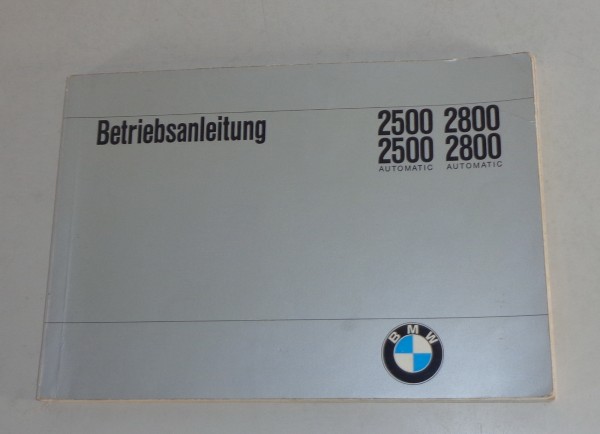 Betriebsanleitung
2500 2800
2500 2800
AUTOMATIC AUTOMATIC
BMW